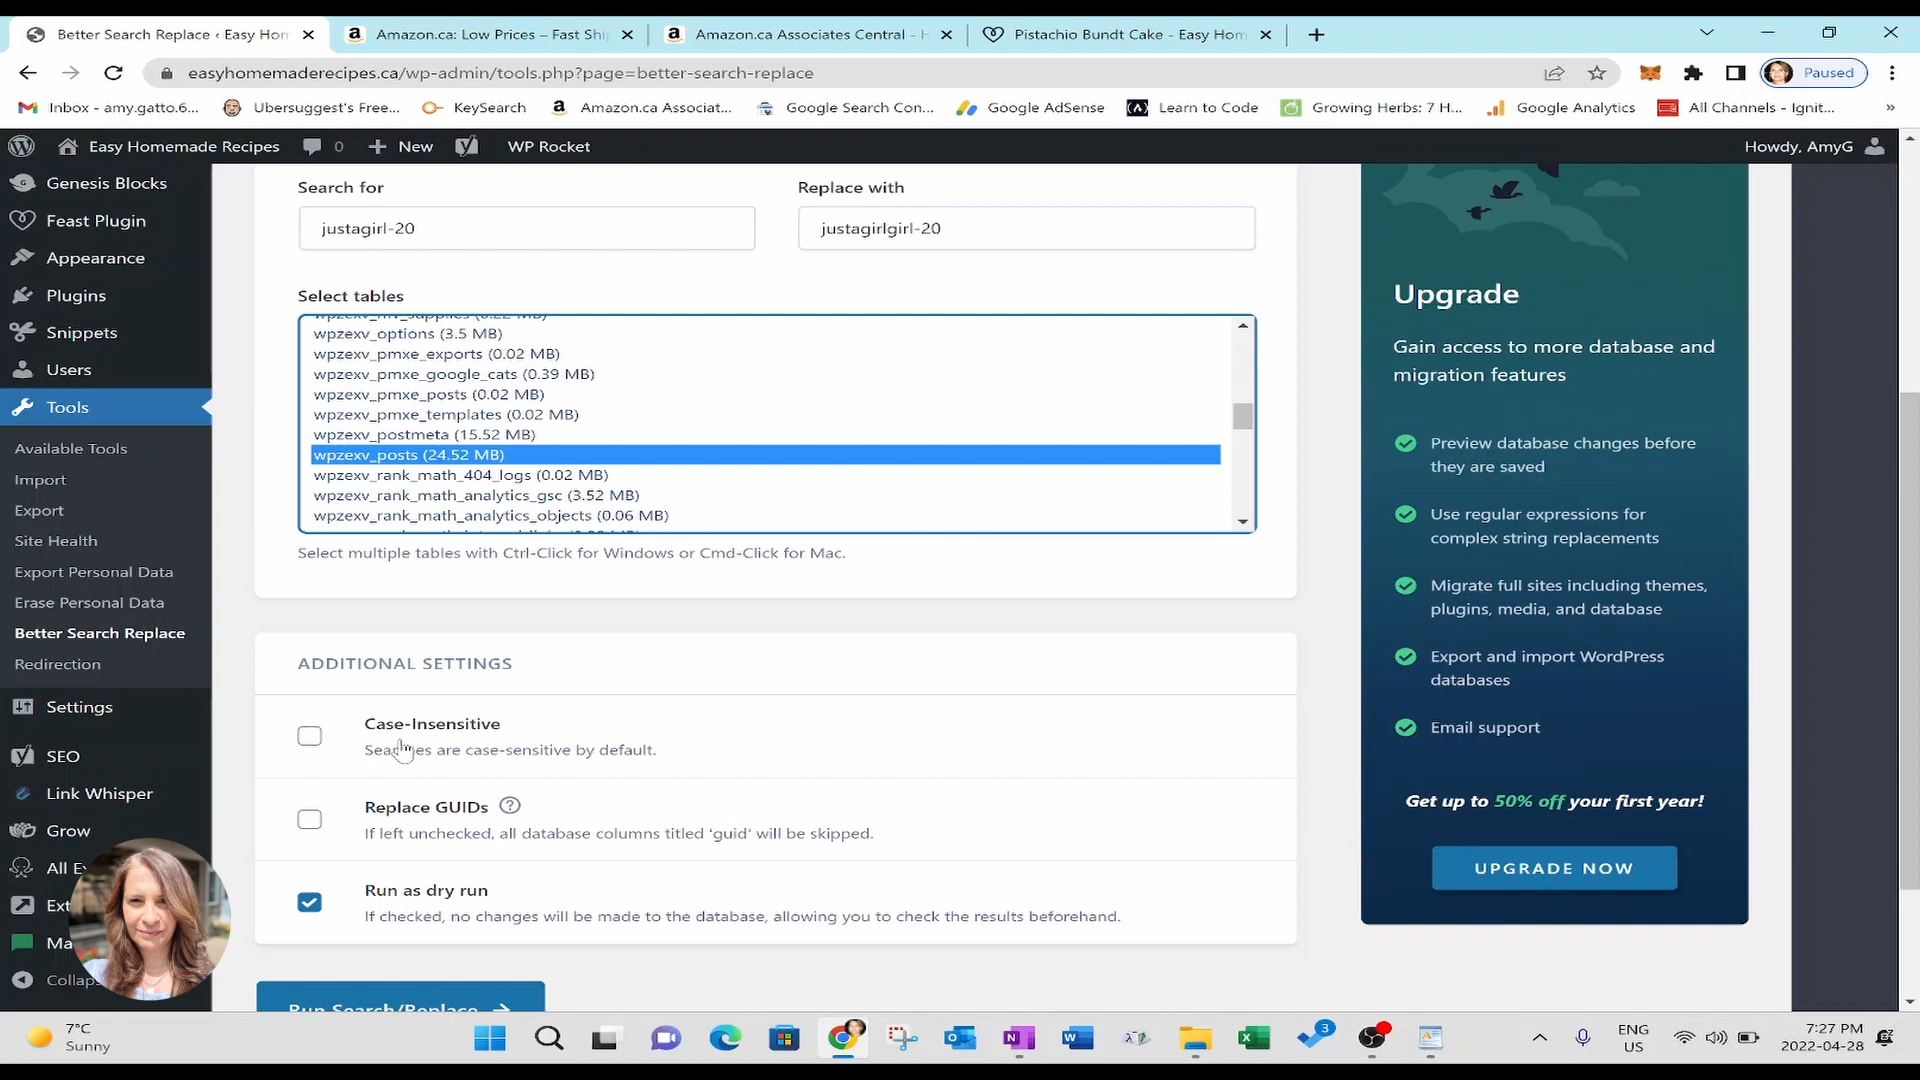 Better Search Replace ‹ Easy Hom
Amazon.ca: Low Prices – Fast Shi
Amazon.ca Associates Central - H
Pistachio Bundt Cake - Easy Hom
easyhomemaderecipes.ca/wp-admin/tools.php?page=better-search-replace
Paused
Inbox - amy.gatto.6...
Ubersuggest's Free...
KeySearch
Amazon.ca Associat...
Google Search Con...
Google AdSense
Learn to Code
Growing Herbs: 7 H...
Google Analytics
All Channels - Ignit...
»
Easy Homemade Recipes
0
New
WP Rocket
Howdy, AmyG
Genesis Blocks
Feast Plugin
Appearance
Plugins
Snippets
Users
Tools
Available Tools
Import
Export
Site Health
Export Personal Data
Erase Personal Data
Better Search Replace
Redirection
Settings
SEO
Link Whisper
Grow
All E
Ext
Ma
Collaps
Search for
Replace with
justagirl-20
justagirlgirl-20
Select tables
wpzexv_options (3.5 MB)
wpzexv_pmxe_exports (0.02 MB)
wpzexv_pmxe_google_cats (0.39 MB)
wpzexv_pmxe_posts (0.02 MB)
wpzexv_pmxe_templates (0.02 MB)
wpzexv_postmeta (15.52 MB)
wpzexv_posts (24.52 MB)
wpzexv_rank_math_404_logs (0.02 MB)
wpzexv_rank_math_analytics_gsc (3.52 MB)
wpzexv_rank_math_analytics_objects (0.06 MB)
Select multiple tables with Ctrl-Click for Windows or Cmd-Click for Mac.
ADDITIONAL SETTINGS
Case-Insensitive
Searches are case-sensitive by default.
Replace GUIDs
If left unchecked, all database columns titled 'guid' will be skipped.
Run as dry run
If checked, no changes will be made to the database, allowing you to check the results beforehand.
Run Search/Replace
Upgrade
Gain access to more database and
migration features
Preview database changes before
they are saved
Use regular expressions for
complex string replacements
Migrate full sites including themes,
plugins, media, and database
Export and import WordPress
databases
Email support
Get up to 50% off your first year!
UPGRADE NOW
7°C
Sunny
3
ENG
US
7:27 PM
2022-04-28